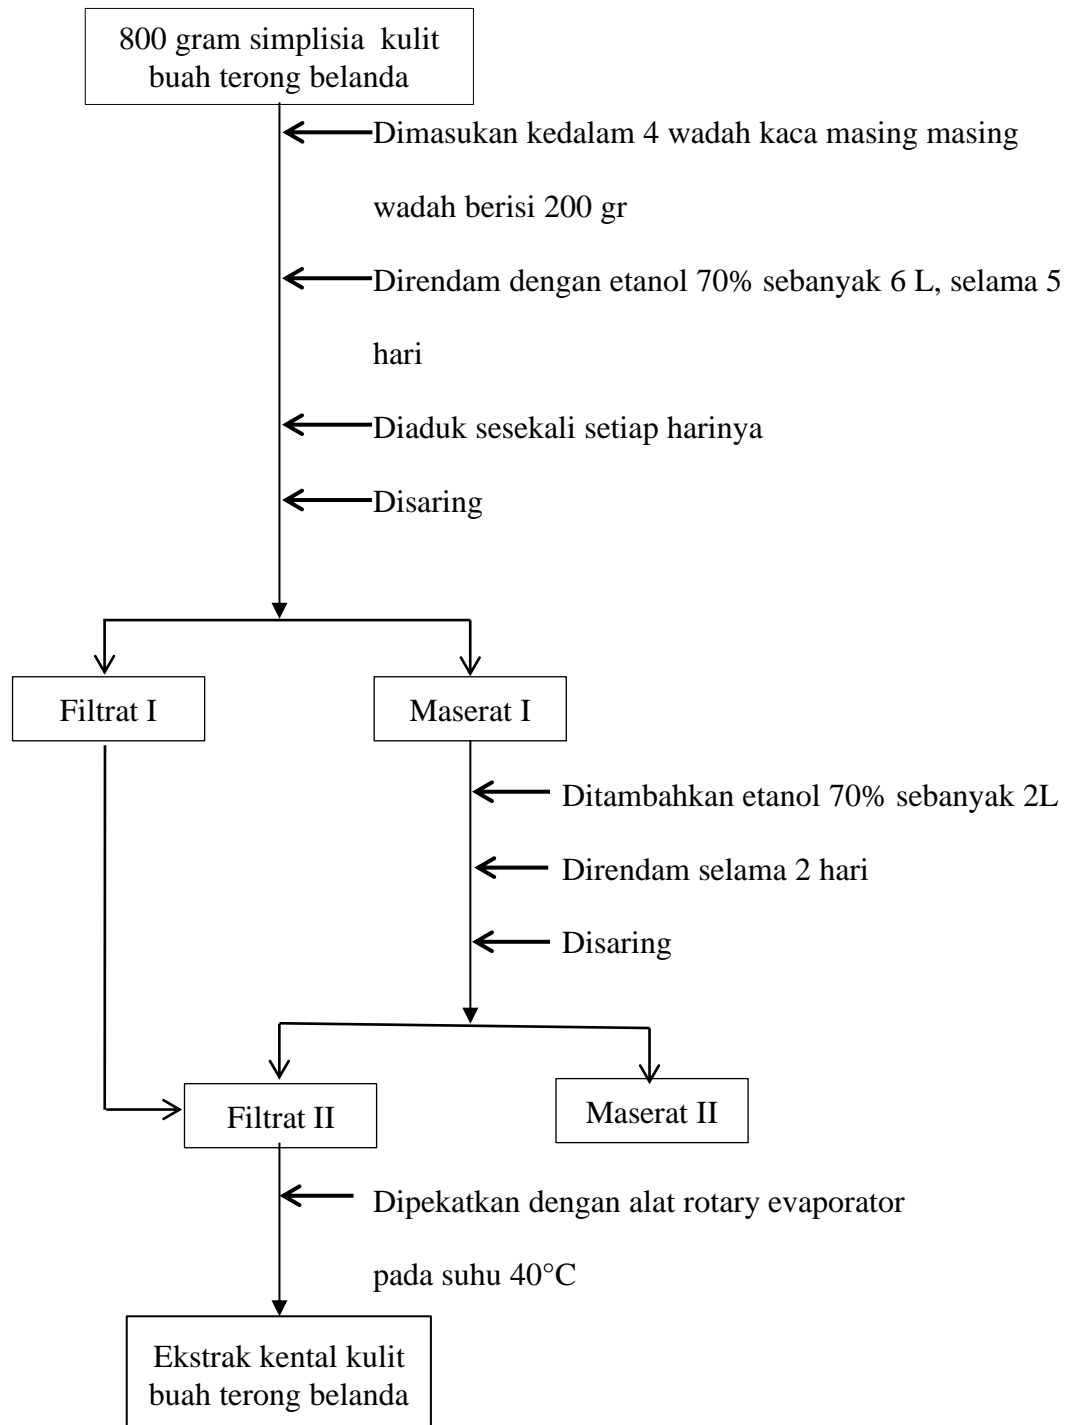 800 gram simplisia kulit
buah terong belanda
Dimasukan kedalam 4 wadah kaca masing masing
wadah berisi 200 gr
Direndam dengan etanol 70% sebanyak 6 L, selama 5
hari
Diaduk sesekali setiap harinya
Disaring
Filtrat I
Maserat I
Ditambahkan etanol 70% sebanyak 2L
Direndam selama 2 hari
Disaring
Filtrat II
Maserat II
Dipekatkan dengan alat rotary evaporator
pada suhu 40°C
Ekstrak kental kulit
buah terong belanda